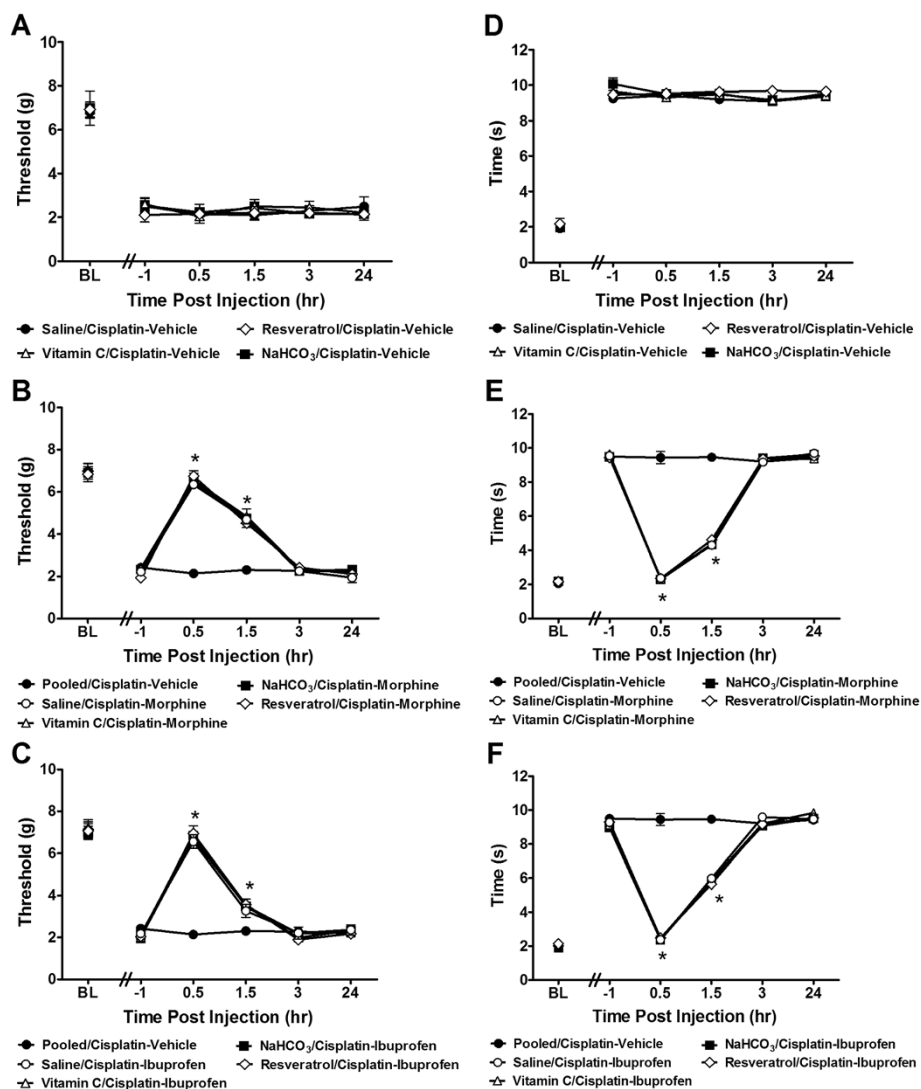 A
10
8
6
4
2
0
Threshold (g)
BL
-1
0.5
1.5
3
24
Time Post Injection (hr)
Saline/Cisplatin-Vehicle
Resveratrol/Cisplatin-Vehicle
Vitamin C/Cisplatin-Vehicle
NaHCO₃/Cisplatin-Vehicle
D
12
10
8
6
4
2
0
Time (s)
BL
-1
0.5
1.5
3
24
Time Post Injection (hr)
Saline/Cisplatin-Vehicle
Resveratrol/Cisplatin-Vehicle
Vitamin C/Cisplatin-Vehicle
NaHCO₃/Cisplatin-Vehicle
B
10
8
6
4
2
0
Threshold (g)
*
*
BL
-1
0.5
1.5
3
24
Time Post Injection (hr)
Pooled/Cisplatin-Vehicle
NaHCO₃/Cisplatin-Morphine
Saline/Cisplatin-Morphine
Resveratrol/Cisplatin-Morphine
Vitamin C/Cisplatin-Morphine
E
12
10
8
6
4
2
0
Time (s)
*
*
BL
-1
0.5
1.5
3
24
Time Post Injection (hr)
Pooled/Cisplatin-Vehicle
NaHCO₃/Cisplatin-Morphine
Saline/Cisplatin-Morphine
Resveratrol/Cisplatin-Morphine
Vitamin C/Cisplatin-Morphine
C
10
8
6
4
2
0
Threshold (g)
*
*
BL
-1
0.5
1.5
3
24
Time Post Injection (hr)
Pooled/Cisplatin-Vehicle
NaHCO₃/Cisplatin-Ibuprofen
Saline/Cisplatin-Ibuprofen
Resveratrol/Cisplatin-Ibuprofen
Vitamin C/Cisplatin-Ibuprofen
F
12
10
8
6
4
2
0
Time (s)
*
*
BL
-1
0.5
1.5
3
24
Time Post Injection (hr)
Pooled/Cisplatin-Vehicle
NaHCO₃/Cisplatin-Ibuprofen
Saline/Cisplatin-Ibuprofen
Resveratrol/Cisplatin-Ibuprofen
Vitamin C/Cisplatin-Ibuprofen